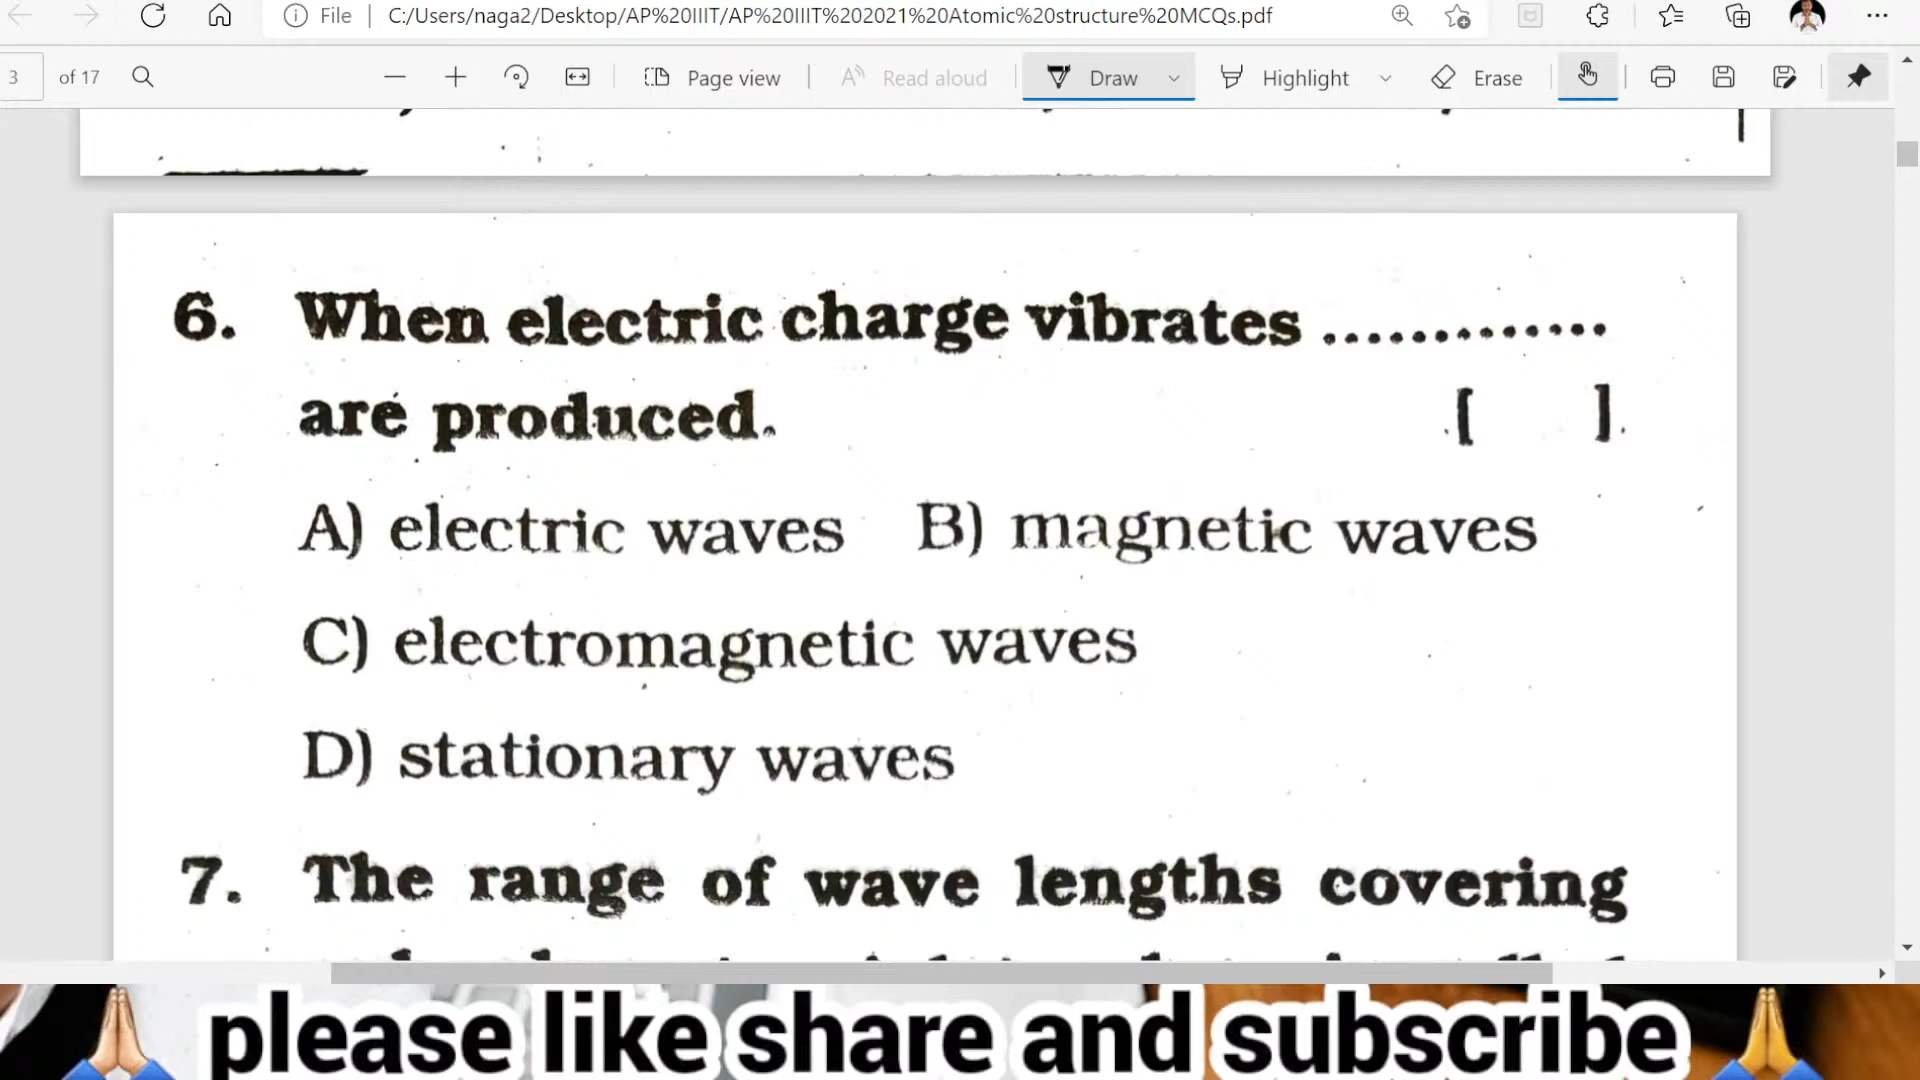 File | C:/Users/naga2/Desktop/AP%20IIIT/AP%20IIIT%202021%20Atomic%20structure%20MCQs.pdf
3 of 17 Page view Read aloud Draw Highlight Erase
6. When electric charge vibrates .............
are produced. [ ]
A) electric waves B) magnetic waves
C) electromagnetic waves
D) stationary waves
7. The range of wave lengths covering
please like share and subscribe